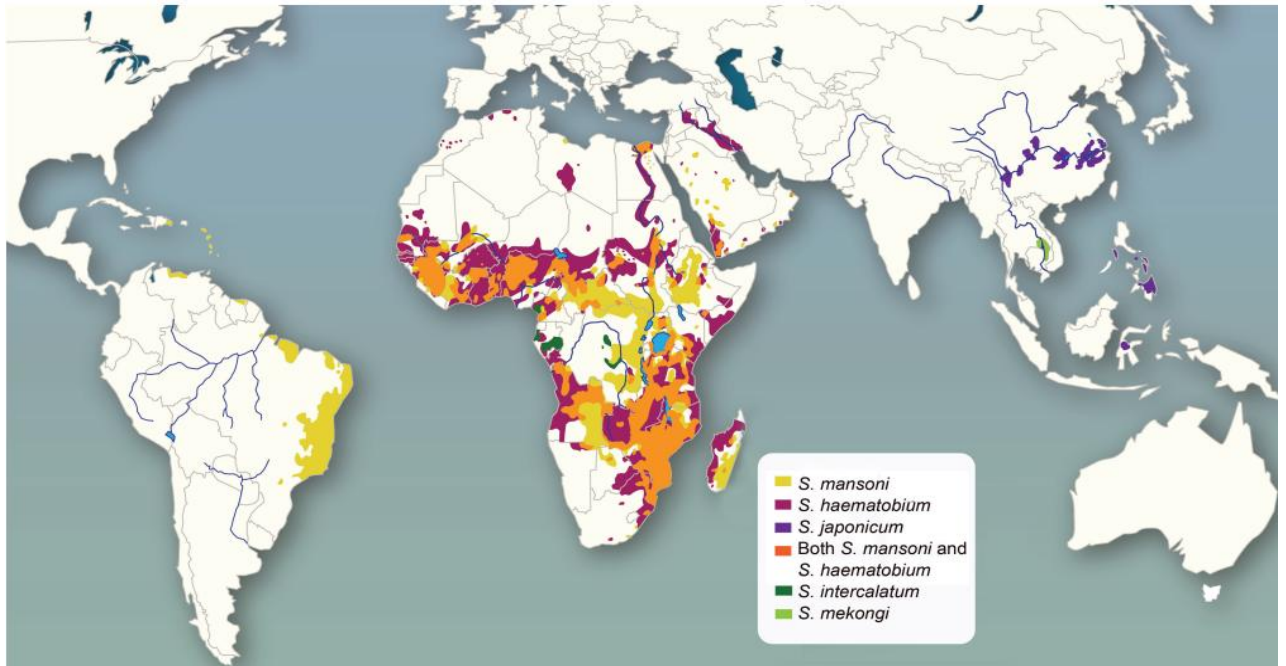 S. mansoni
S. haematobium
S. japonicum
Both S. mansoni and
S. haematobium
S. intercalatum
S. mekongi